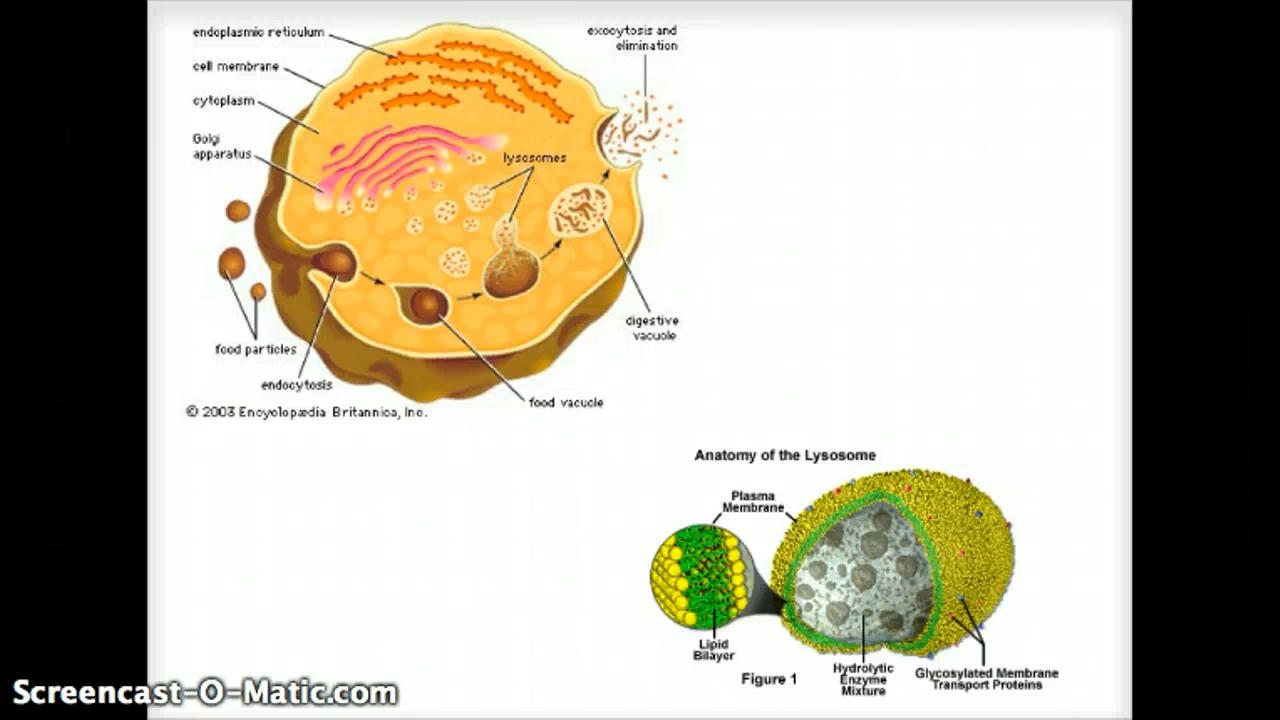 endoplasmic reticulum
cell membrane
cytoplasm
Golgi
apparatus
exocytosis and
elimination
lysosomes
digestive
vacuole
food particles
endocytosis
food vacuole
© 2003 Encyclopædia Britannica, Inc.
Anatomy of the Lysosome
Plasma
Membrane
Lipid
Bilayer
Hydrolytic
Enzyme
Mixture
Glycosylated Membrane
Transport Proteins
Figure 1
Screencast-O-Matic.com